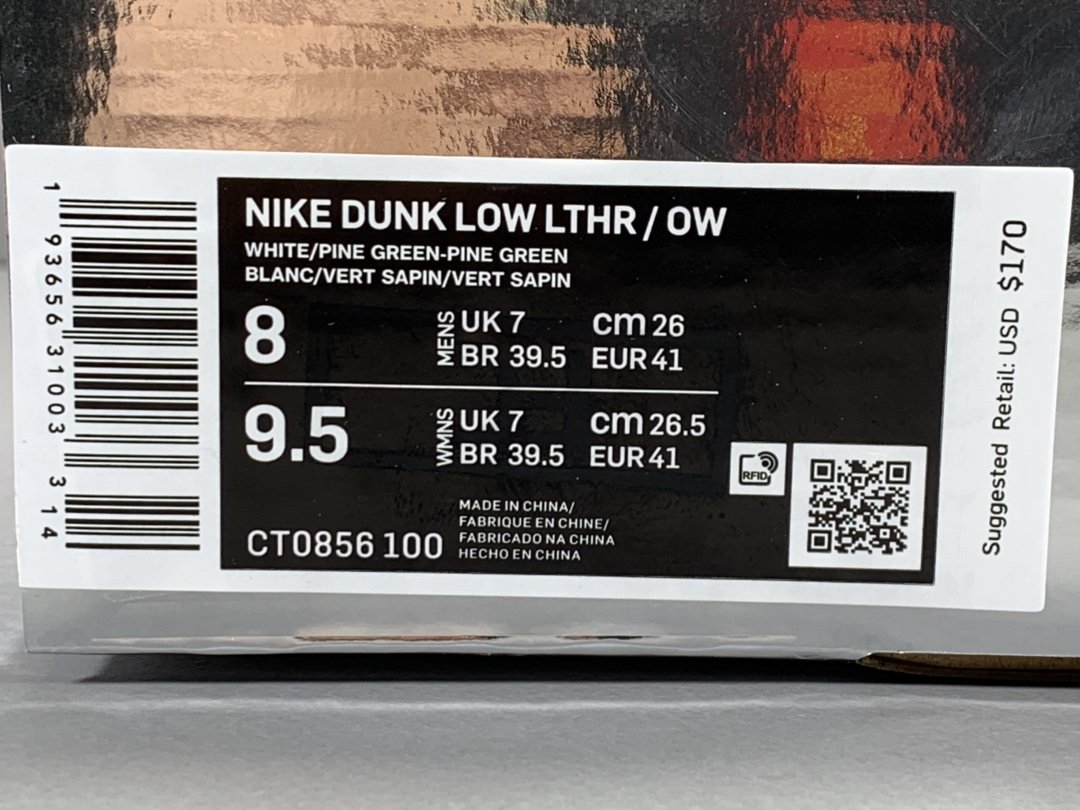 1 93656 31003 3 14
NIKE DUNK LOW LTHR / OW
WHITE/PINE GREEN-PINE GREEN
BLANC/VERT SAPIN/VERT SAPIN
8
MENS
UK 7 cm 26
BR 39.5 EUR 41
9.5
WMNS
UK 7 cm 26.5
BR 39.5 EUR 41
RFID
CT0856 100
MADE IN CHINA/
FABRIQUE EN CHINE/
FABRICADO NA CHINA
HECHO EN CHINA
Suggested Retail: USD $170